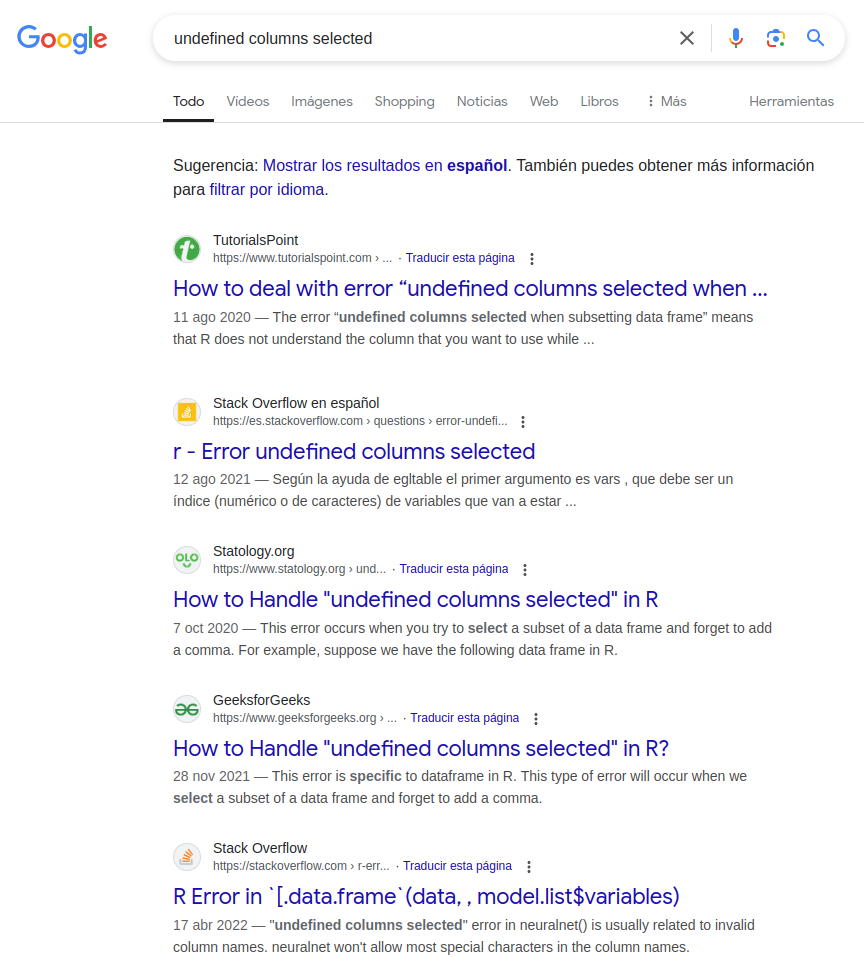 Google
undefined columns selected
Todo Vídeos Imágenes Shopping Noticias Web Libros Más Herramientas
Sugerencia: Mostrar los resultados en español. También puedes obtener más información
para filtrar por idioma.
TutorialsPoint
https://www.tutorialspoint.com › ... · Traducir esta página
How to deal with error “undefined columns selected when ...
11 ago 2020 — The error “undefined columns selected when subsetting data frame” means
that R does not understand the column that you want to use while ...
Stack Overflow en español
https://es.stackoverflow.com › questions › error-undefi...
r - Error undefined columns selected
12 ago 2021 — Según la ayuda de egltable el primer argumento es vars , que debe ser un
índice (numérico o de caracteres) de variables que van a estar ...
OLO
Statology.org
https://www.statology.org › und... · Traducir esta página
How to Handle "undefined columns selected" in R
7 oct 2020 — This error occurs when you try to select a subset of a data frame and forget to add
a comma. For example, suppose we have the following data frame in R.
GeeksforGeeks
https://www.geeksforgeeks.org › ... · Traducir esta página
How to Handle "undefined columns selected" in R?
28 nov 2021 — This error is specific to dataframe in R. This type of error will occur when we
select a subset of a data frame and forget to add a comma.
Stack Overflow
https://stackoverflow.com › r-err... · Traducir esta página
R Error in `[.data.frame`(data, , model.list$variables)
17 abr 2022 — "undefined columns selected" error in neuralnet() is usually related to invalid
column names. neuralnet won't allow most special characters in the column names.